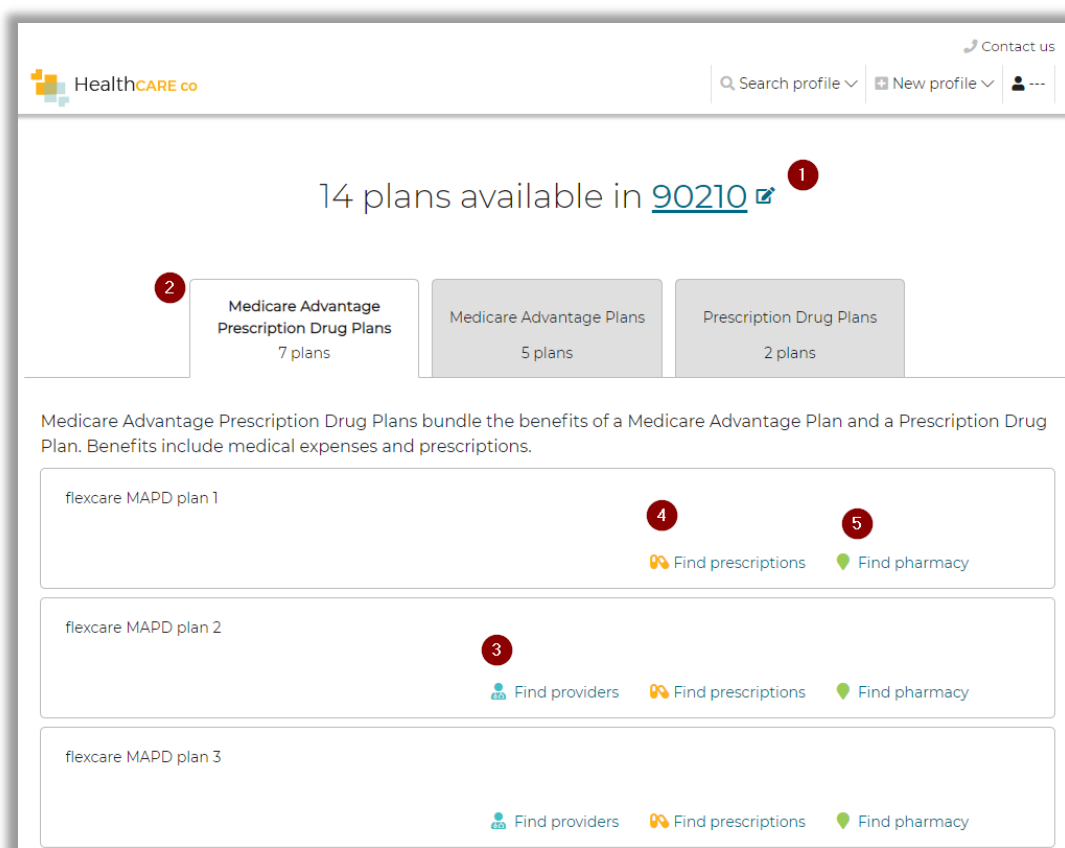 Contact us
HealthCARE co
Search profile
New profile
---
1
14 plans available in 90210
2
Medicare Advantage
Prescription Drug Plans
7 plans
Medicare Advantage Plans
5 plans
Prescription Drug Plans
2 plans
Medicare Advantage Prescription Drug Plans bundle the benefits of a Medicare Advantage Plan and a Prescription Drug
Plan. Benefits include medical expenses and prescriptions.
flexcare MAPD plan 1
4
5
Find prescriptions
Find pharmacy
flexcare MAPD plan 2
3
Find providers
Find prescriptions
Find pharmacy
flexcare MAPD plan 3
Find providers
Find prescriptions
Find pharmacy